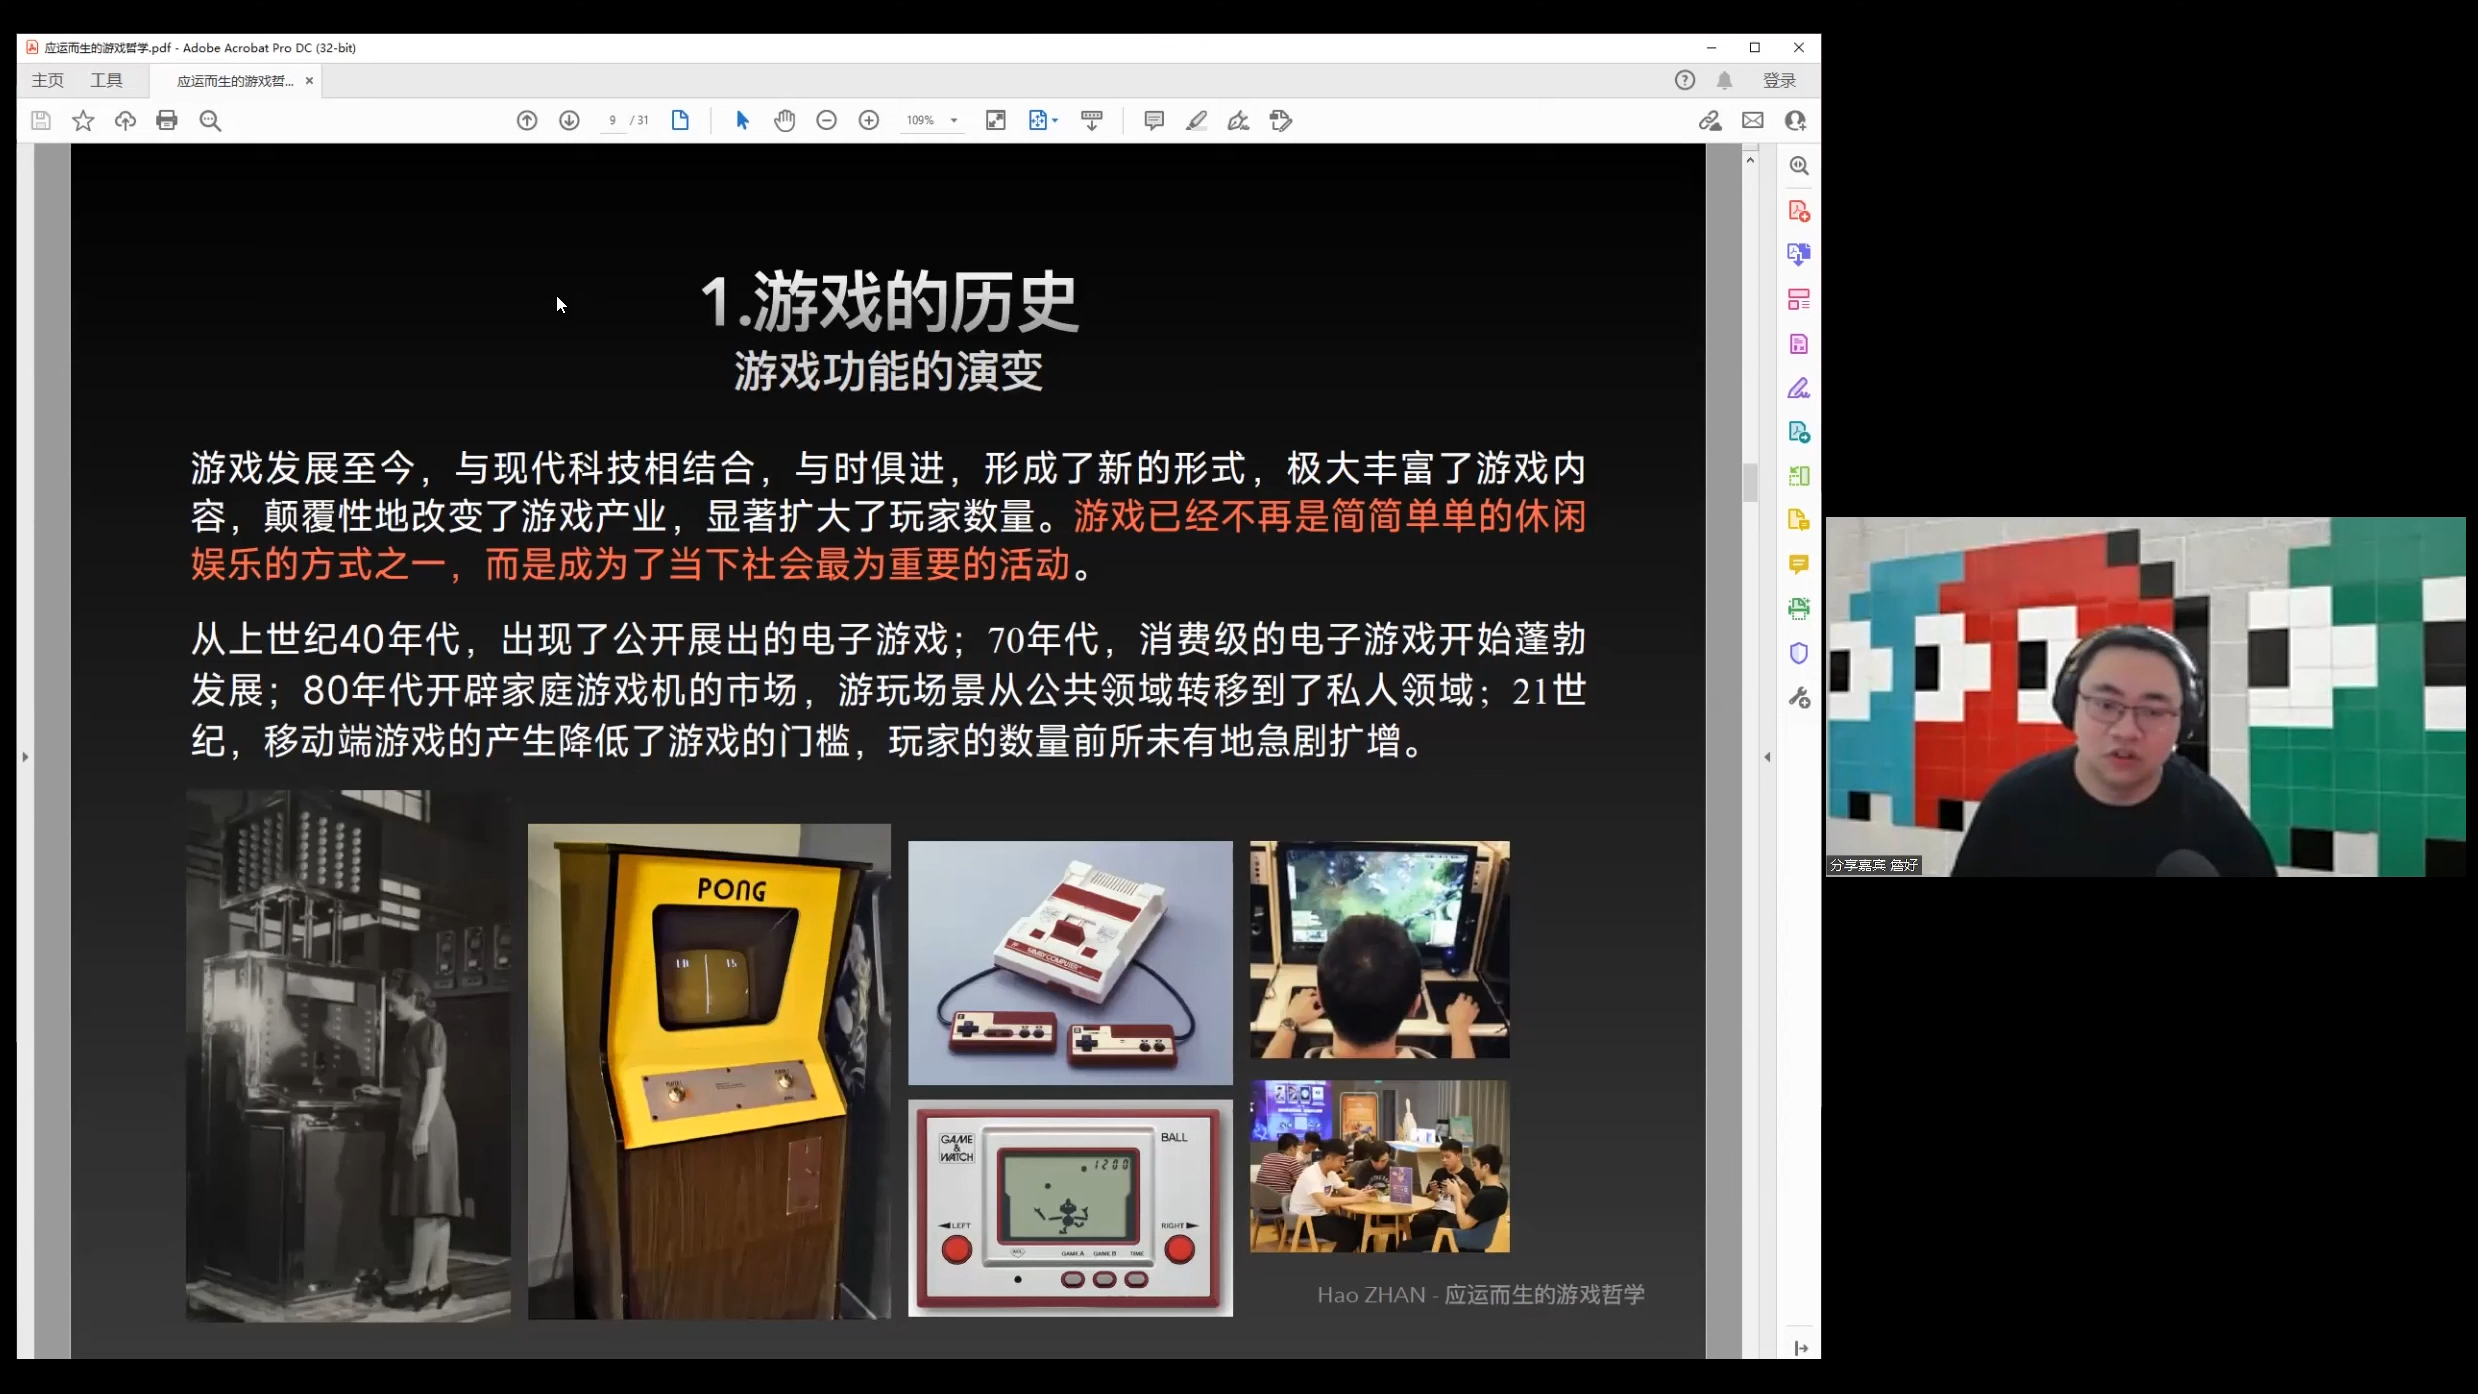 应运而生的游戏哲学.pdf - Adobe Acrobat Pro DC (32-bit)
主页 工具 应运而生的游戏哲... × 登录
9 / 31 109%
1.游戏的历史
游戏功能的演变
游戏发展至今，与现代科技相结合，与时俱进，形成了新的形式，极大丰富了游戏内
容，颠覆性地改变了游戏产业，显著扩大了玩家数量。游戏已经不再是简简单单的休闲
娱乐的方式之一，而是成为了当下社会最为重要的活动。
从上世纪40年代，出现了公开展出的电子游戏；70年代，消费级的电子游戏开始蓬勃
发展；80年代开辟家庭游戏机的市场，游玩场景从公共领域转移到了私人领域；21世
纪，移动端游戏的产生降低了游戏的门槛，玩家的数量前所未有地急剧扩增。
PONG
FAMILY COMPUTER
GAME
&
WATCH
BALL
1200
LEFT
RIGHT
ACL
GAME A GAME B TIME
Hao ZHAN - 应运而生的游戏哲学
分享嘉宾 詹好